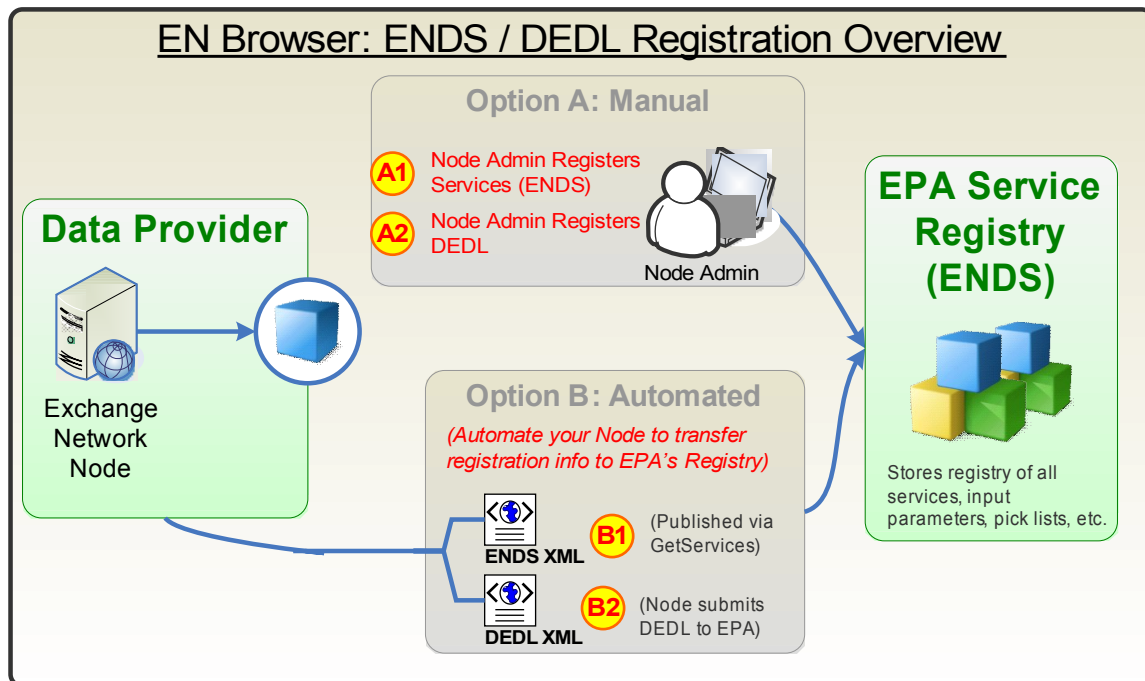 EN Browser: ENDS / DEDL Registration Overview
Option A: Manual
A1
Node Admin Registers
Services (ENDS)
A2
Node Admin Registers
DEDL
Node Admin
Data Provider
Exchange
Network
Node
Option B: Automated
(Automate your Node to transfer
registration info to EPA's Registry)
ENDS XML
B1
(Published via
GetServices)
DEDL XML
B2
(Node submits
DEDL to EPA)
EPA Service
Registry
(ENDS)
Stores registry of all
services, input
parameters, pick lists, etc.